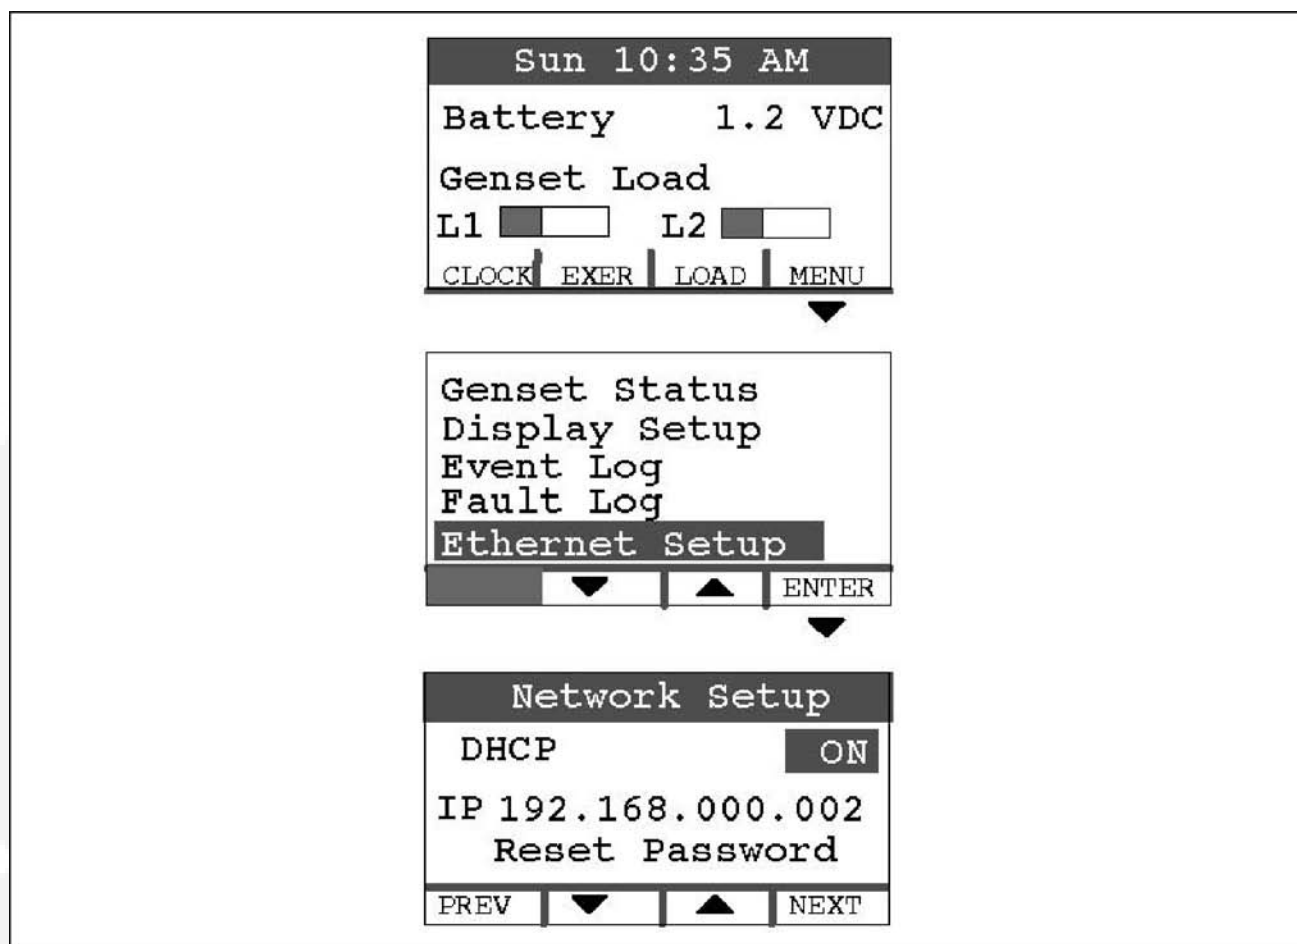 Sun 10:35 AM
Battery 1.2 VDC
Genset Load
L1 L2
CLOCK EXER LOAD MENU
Genset Status
Display Setup
Event Log
Fault Log
Ethernet Setup
ENTER
Network Setup
DHCP ON
IP 192.168.000.002
Reset Password
PREV NEXT